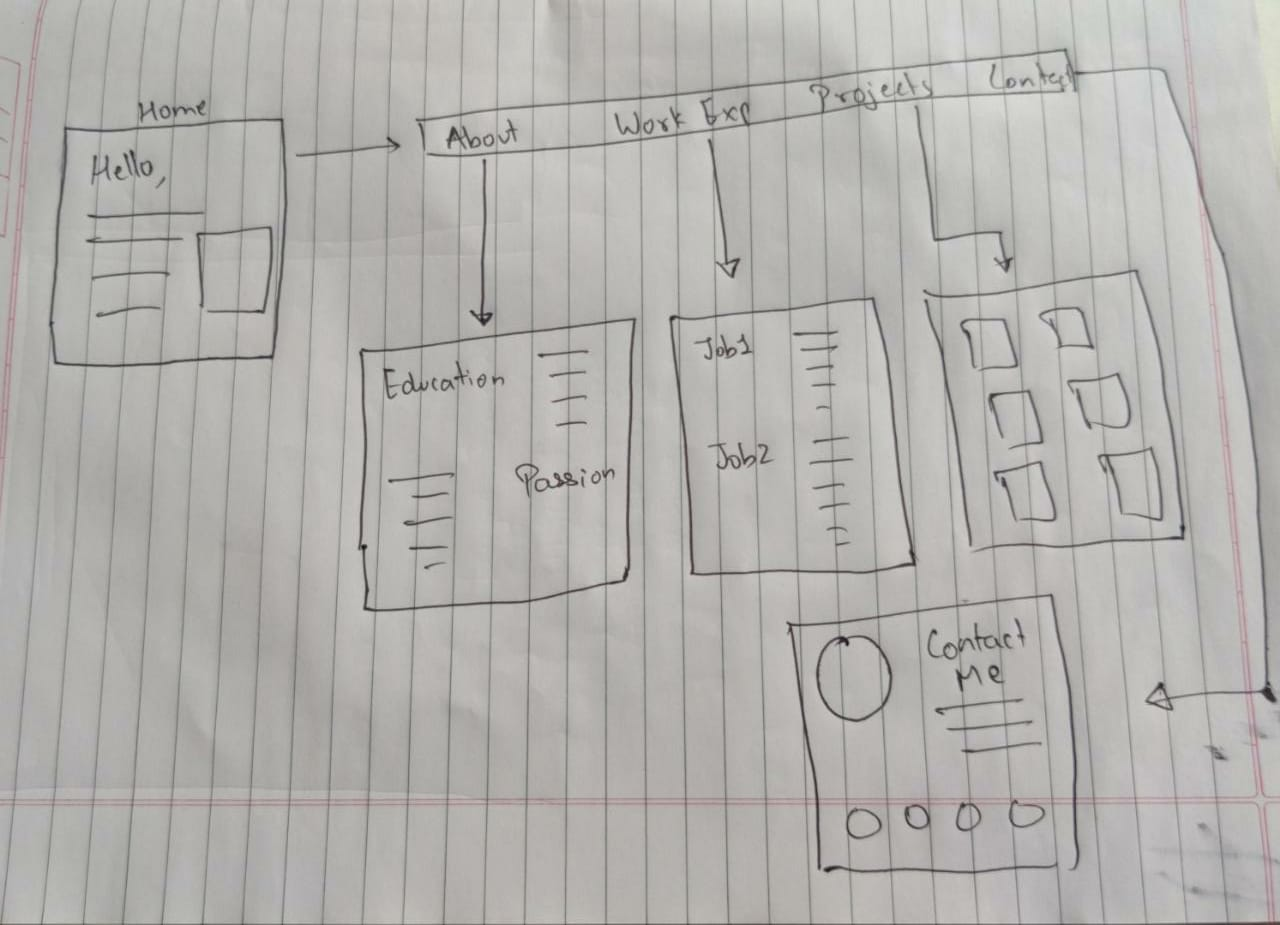 Home
Hello,
About Work Exp Projects Contact
Education
Passion
Job1
Job2
Contact
Me